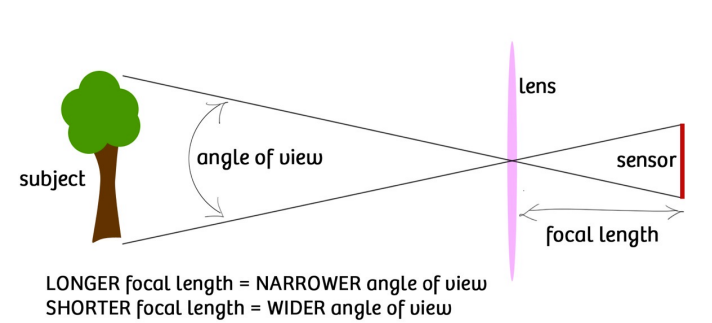 lens
angle of view
sensor
subject
focal length
LONGER focal length = NARROWER angle of view
SHORTER focal length = WIDER angle of view